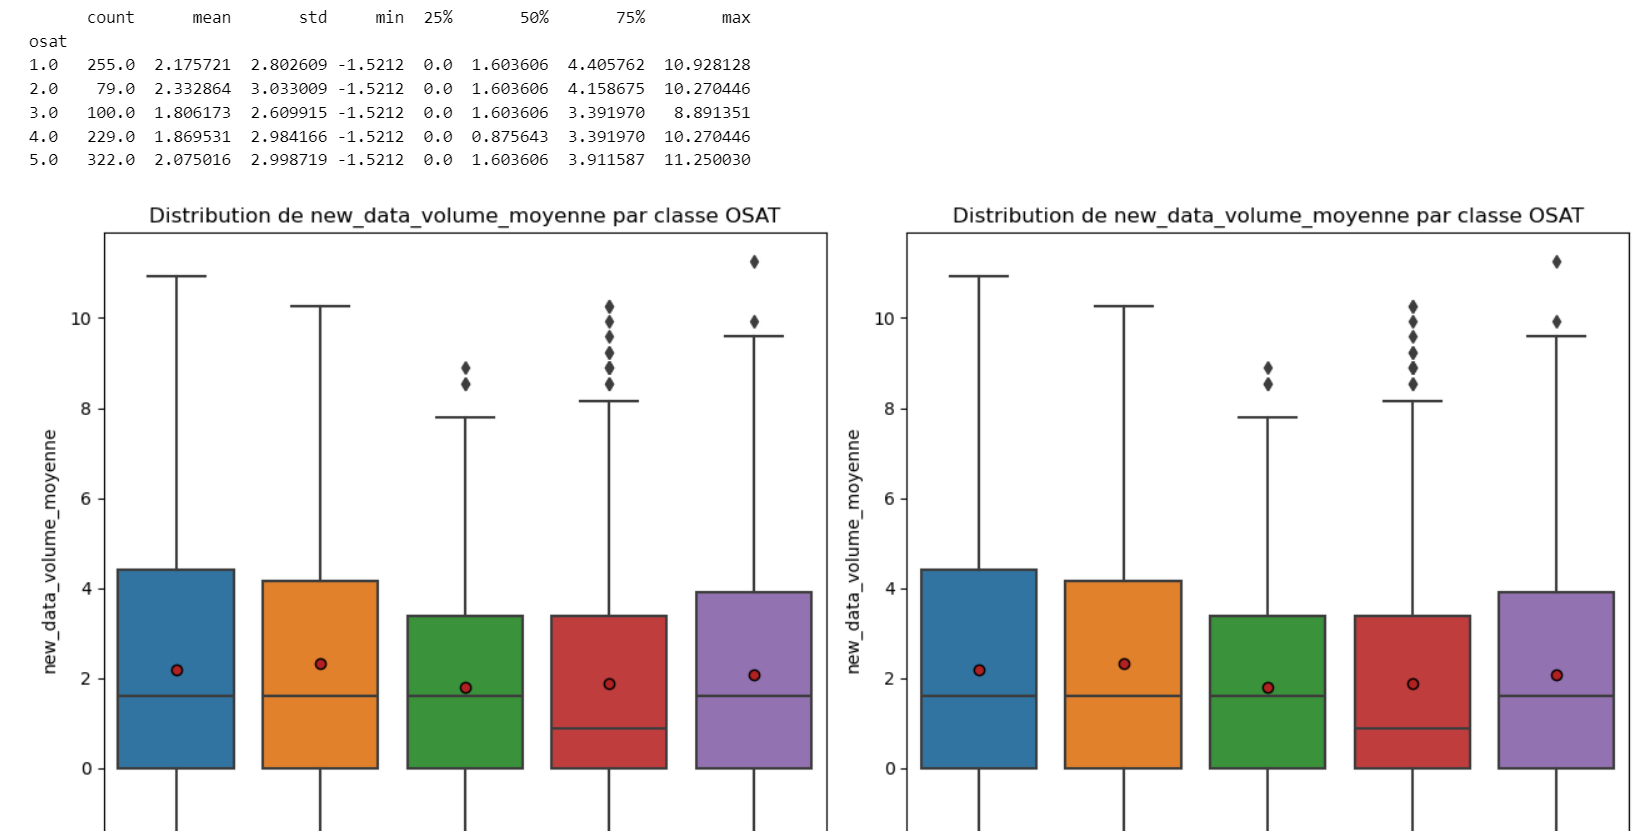 count mean std min 25% 50% 75% max
osat
1.0 255.0 2.175721 2.802609 -1.5212 0.0 1.603606 4.405762 10.928128
2.0 79.0 2.332864 3.033009 -1.5212 0.0 1.603606 4.158675 10.270446
3.0 100.0 1.806173 2.609915 -1.5212 0.0 1.603606 3.391970 8.891351
4.0 229.0 1.869531 2.984166 -1.5212 0.0 0.875643 3.391970 10.270446
5.0 322.0 2.075016 2.998719 -1.5212 0.0 1.603606 3.911587 11.250030
Distribution de new_data_volume_moyenne par classe OSAT
10
8
6
4
2
0
new_data_volume_moyenne
Distribution de new_data_volume_moyenne par classe OSAT
10
8
6
4
2
0
new_data_volume_moyenne